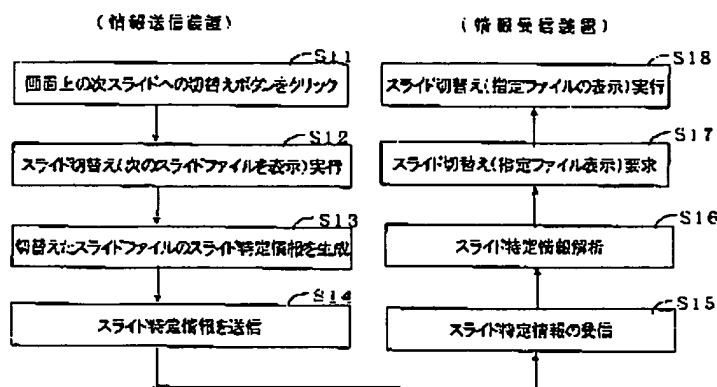 (情報送信装置)
S11
画面上の次スライドへの切替えボタンをクリック
S12
スライド切替え(次のスライドファイルを表示)実行
S13
切替えたスライドファイルのスライド特定情報を生成
S14
スライド特定情報を送信
(情報受信装置)
S18
スライド切替え(指定ファイルの表示)実行
S17
スライド切替え(指定ファイル表示)要求
S16
スライド特定情報解析
S15
スライド特定情報の受信